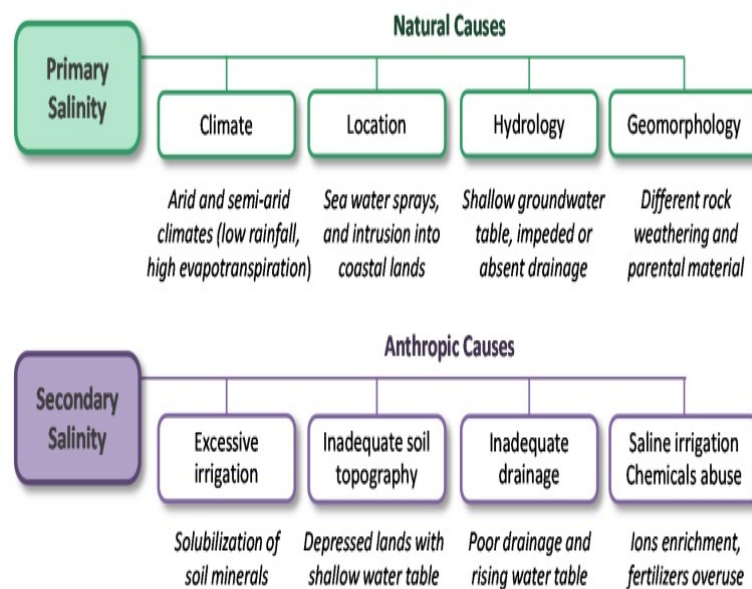 Natural Causes
Primary
Salinity
Climate
Location
Hydrology
Geomorphology
Arid and semi-arid
climates (low rainfall,
high evapotranspiration)
Sea water sprays,
and intrusion into
coastal lands
Shallow groundwater
table, impeded or
absent drainage
Different rock
weathering and
parental material
Anthropic Causes
Secondary
Salinity
Excessive
irrigation
Inadequate soil
topography
Inadequate
drainage
Saline irrigation
Chemicals abuse
Solubilization of
soil minerals
Depressed lands with
shallow water table
Poor drainage and
rising water table
Ions enrichment,
fertilizers overuse